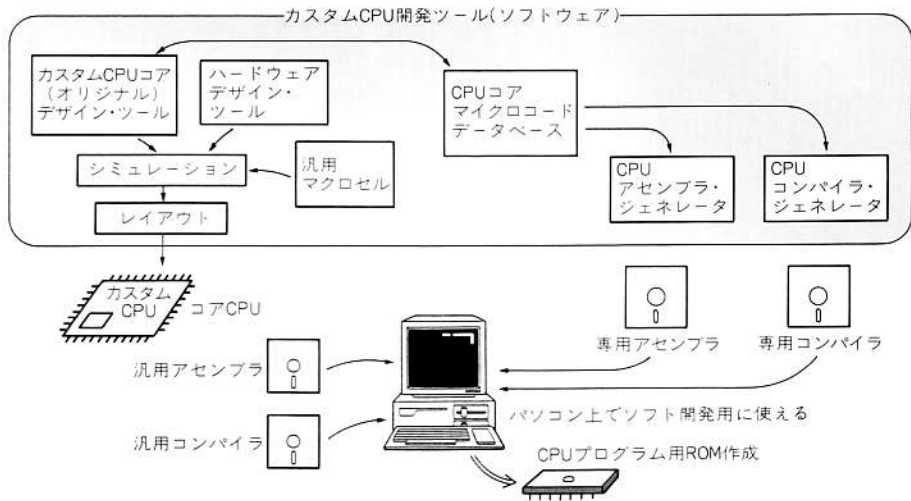 カスタムCPU開発ツール(ソフトウェア)
カスタムCPUコア
(オリジナル)
デザイン・ツール
ハードウェア
デザイン・
ツール
CPUコア
マイクロコード
データベース
シミュレーション
汎用
マクロセル
CPU
アセンブラ・
ジェネレータ
CPU
コンパイラ・
ジェネレータ
レイアウト
カスタム
CPU
コアCPU
専用アセンブラ
専用コンパイラ
汎用アセンブラ
汎用コンパイラ
パソコン上でソフト開発用に使える
CPUプログラム用ROM作成